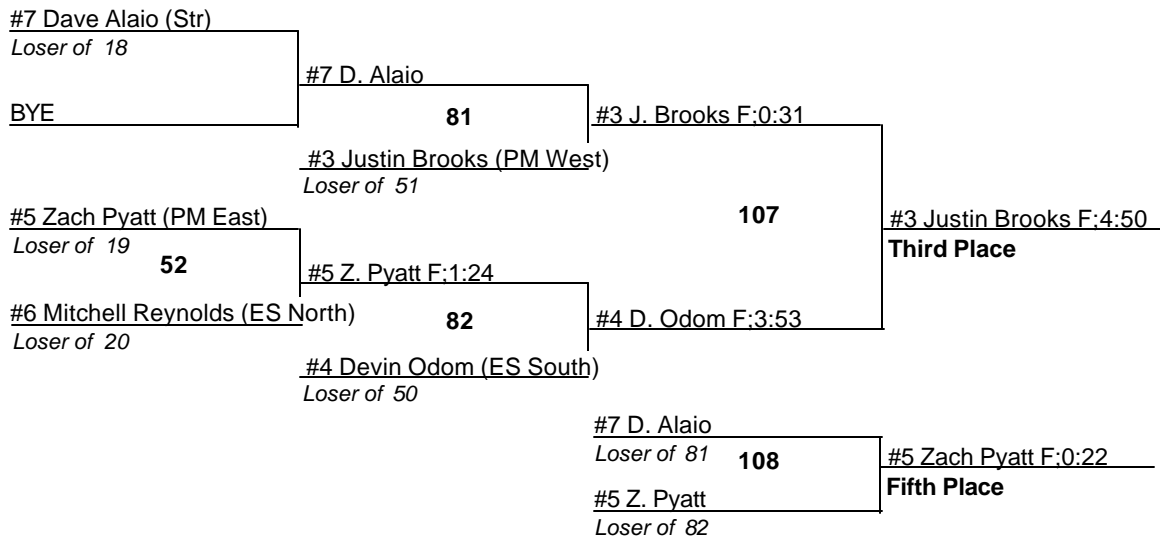 #7 Dave Alaio (Str)
Loser of 18
#7 D. Alaio
BYE
81
#3 J. Brooks F;0:31
#3 Justin Brooks (PM West)
Loser of 51
#5 Zach Pyatt (PM East)
107
#3 Justin Brooks F;4:50
Loser of 19
Third Place
52
#5 Z. Pyatt F;1:24
#6 Mitchell Reynolds (ES North)
82
#4 D. Odom F;3:53
Loser of 20
#4 Devin Odom (ES South)
Loser of 50
#7 D. Alaio
Loser of 81
108
#5 Zach Pyatt F;0:22
Fifth Place
#5 Z. Pyatt
Loser of 82